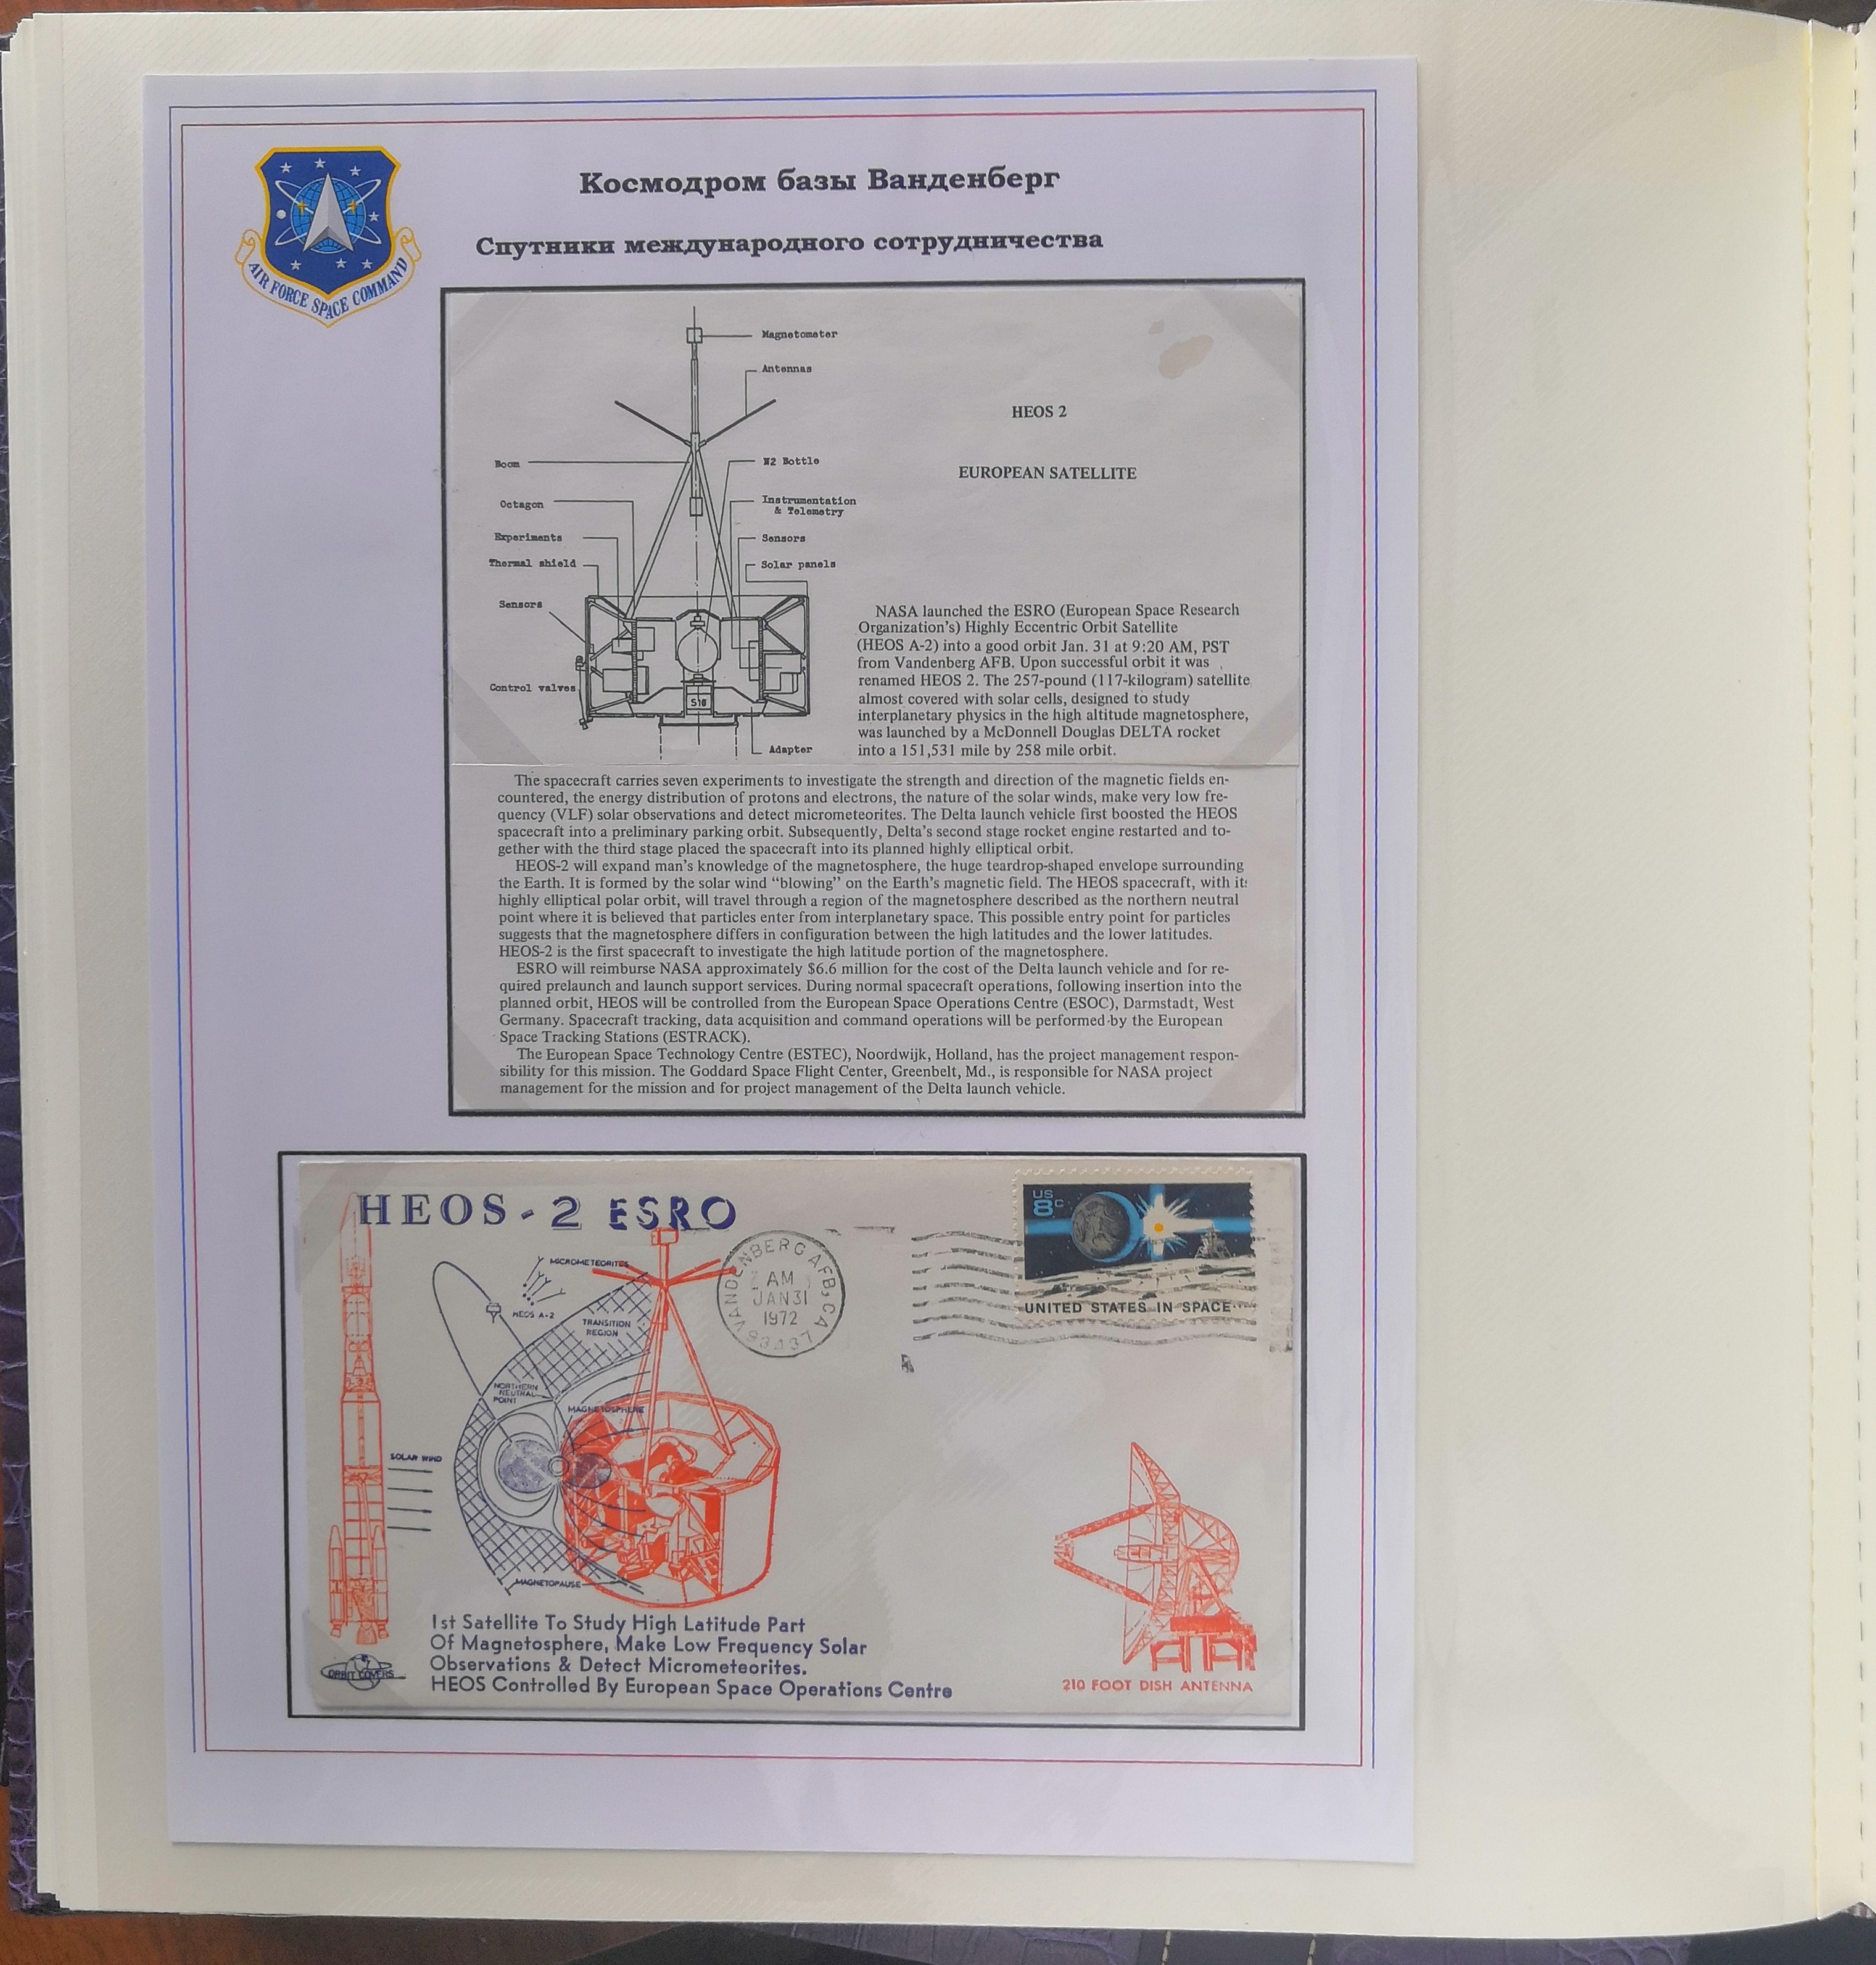 Космодром базы Ванденберг
Спутники международного сотрудничества
AIR FORCE SPACE COMMAND
Magnetometer
Antennas
Boom
N2 Bottle
Octagon
Instrumentation
& Telemetry
Experiments
Sensors
Thermal shield
Solar panels
Sensors
Control valves
S10
Adapter
HEOS 2
EUROPEAN SATELLITE
NASA launched the ESRO (European Space Research
Organization's) Highly Eccentric Orbit Satellite
(HEOS A-2) into a good orbit Jan. 31 at 9:20 AM, PST
from Vandenberg AFB. Upon successful orbit it was
renamed HEOS 2. The 257-pound (117-kilogram) satellite
almost covered with solar cells, designed to study
interplanetary physics in the high altitude magnetosphere,
was launched by a McDonnell Douglas DELTA rocket
into a 151,531 mile by 258 mile orbit.
The spacecraft carries seven experiments to investigate the strength and direction of the magnetic fields en-
countered, the energy distribution of protons and electrons, the nature of the solar winds, make very low fre-
quency (VLF) solar observations and detect micrometeorites. The Delta launch vehicle first boosted the HEOS
spacecraft into a preliminary parking orbit. Subsequently, Delta's second stage rocket engine restarted and to-
gether with the third stage placed the spacecraft into its planned highly elliptical orbit.
HEOS-2 will expand man's knowledge of the magnetosphere, the huge teardrop-shaped envelope surrounding
the Earth. It is formed by the solar wind "blowing" on the Earth's magnetic field. The HEOS spacecraft, with its
highly elliptical polar orbit, will travel through a region of the magnetosphere described as the northern neutral
point where it is believed that particles enter from interplanetary space. This possible entry point for particles
suggests that the magnetosphere differs in configuration between the high latitudes and the lower latitudes.
HEOS-2 is the first spacecraft to investigate the high latitude portion of the magnetosphere.
ESRO will reimburse NASA approximately $6.6 million for the cost of the Delta launch vehicle and for re-
quired prelaunch and launch support services. During normal spacecraft operations, following insertion into the
planned orbit, HEOS will be controlled from the European Space Operations Centre (ESOC), Darmstadt, West
Germany. Spacecraft tracking, data acquisition and command operations will be performed by the European
Space Tracking Stations (ESTRACK).
The European Space Technology Centre (ESTEC), Noordwijk, Holland, has the project management respon-
sibility for this mission. The Goddard Space Flight Center, Greenbelt, Md., is responsible for NASA project
management for the mission and for project management of the Delta launch vehicle.
HEOS-2 ESRO
MICROMETEORITES
HEOS A-2
TRANSITION
REGION
NORTHERN
NEUTRAL
POINT
MAGNETOSPHERE
SOLAR WIND
MAGNETOPAUSE
VANDENBERG AFB, CA
AM
JAN 31
1972
93437
US
8c
UNITED STATES IN SPACE....
1st Satellite To Study High Latitude Part
Of Magnetosphere, Make Low Frequency Solar
Observations & Detect Micrometeorites.
HEOS Controlled By European Space Operations Centre
ORBIT COVERS
210 FOOT DISH ANTENNA